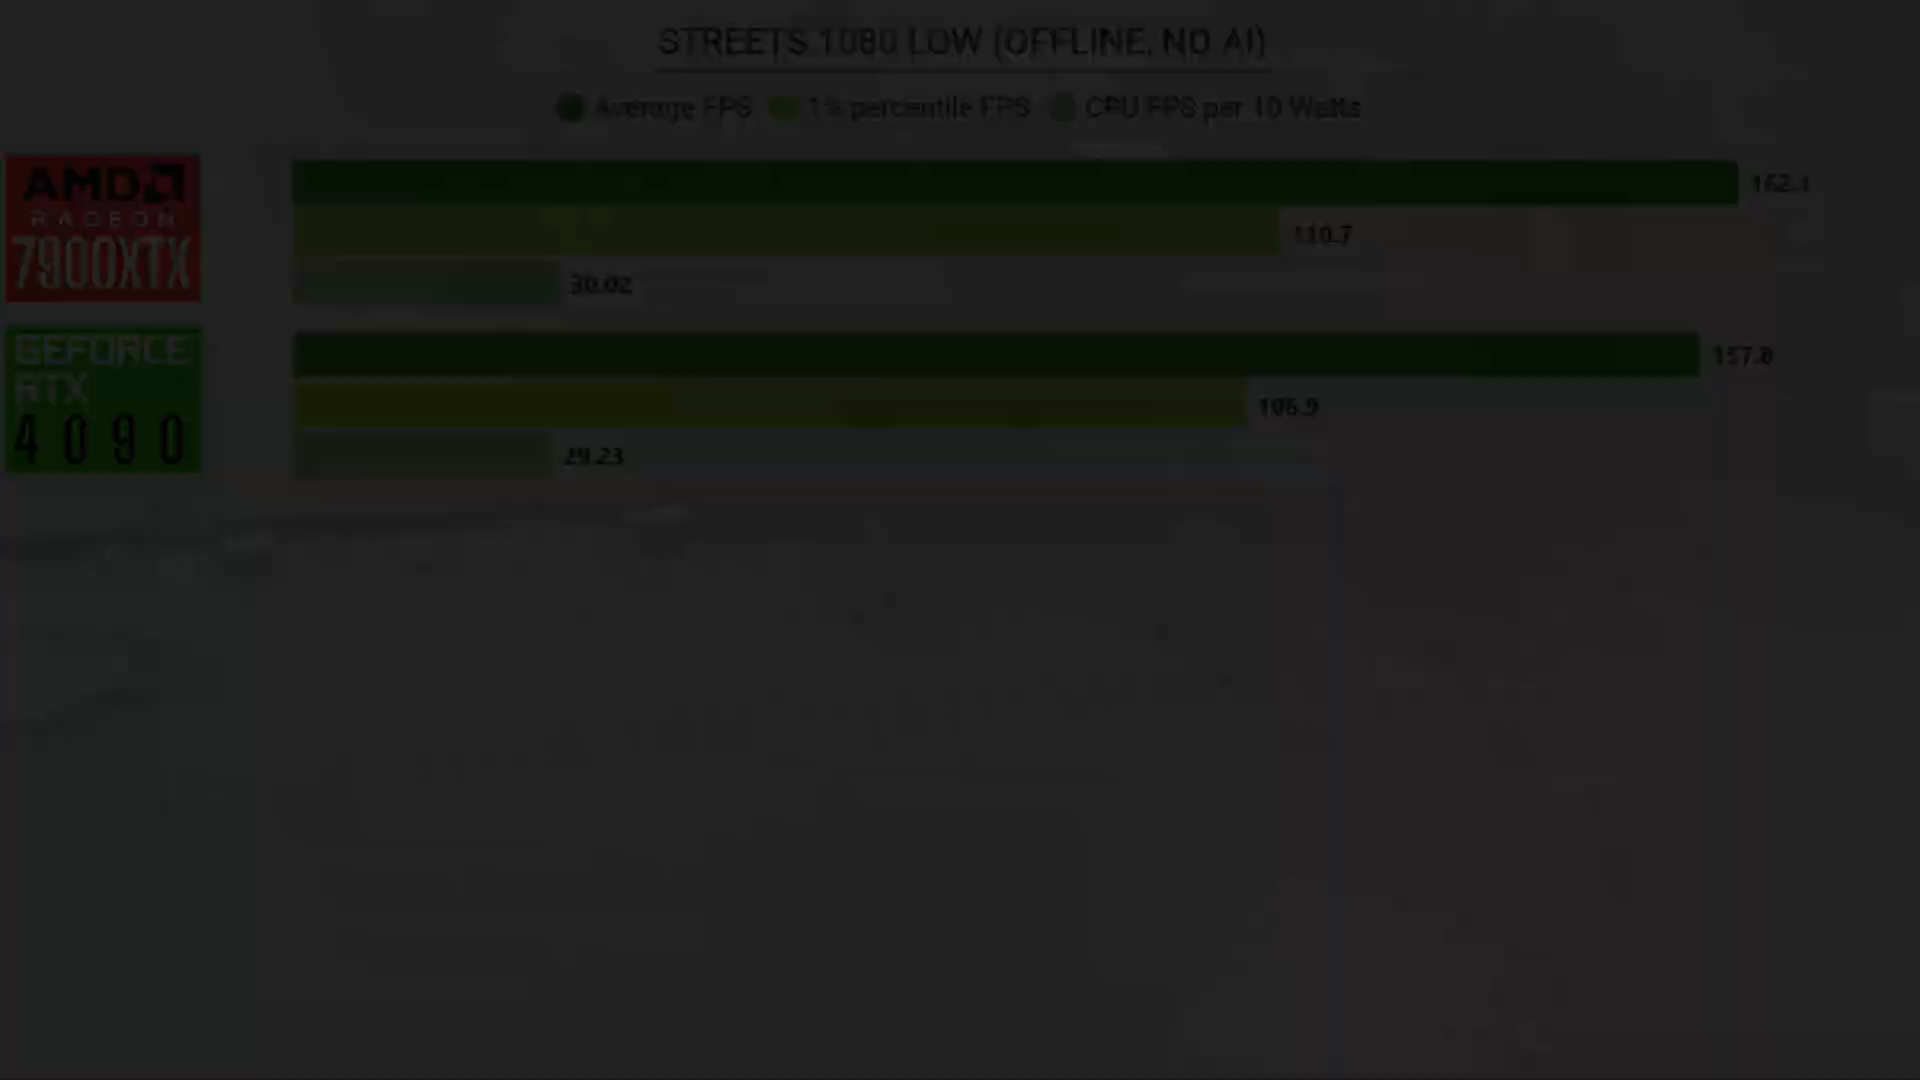 STREETS 1080 LOW (OFFLINE, NO AI)
Average FPS 1% percentile FPS CPU FPS per 10 Watts
AMD
RADEON
7900XTX
162.1
110.7
30.02
GEFORCE
RTX
4090
157.8
106.9
29.23